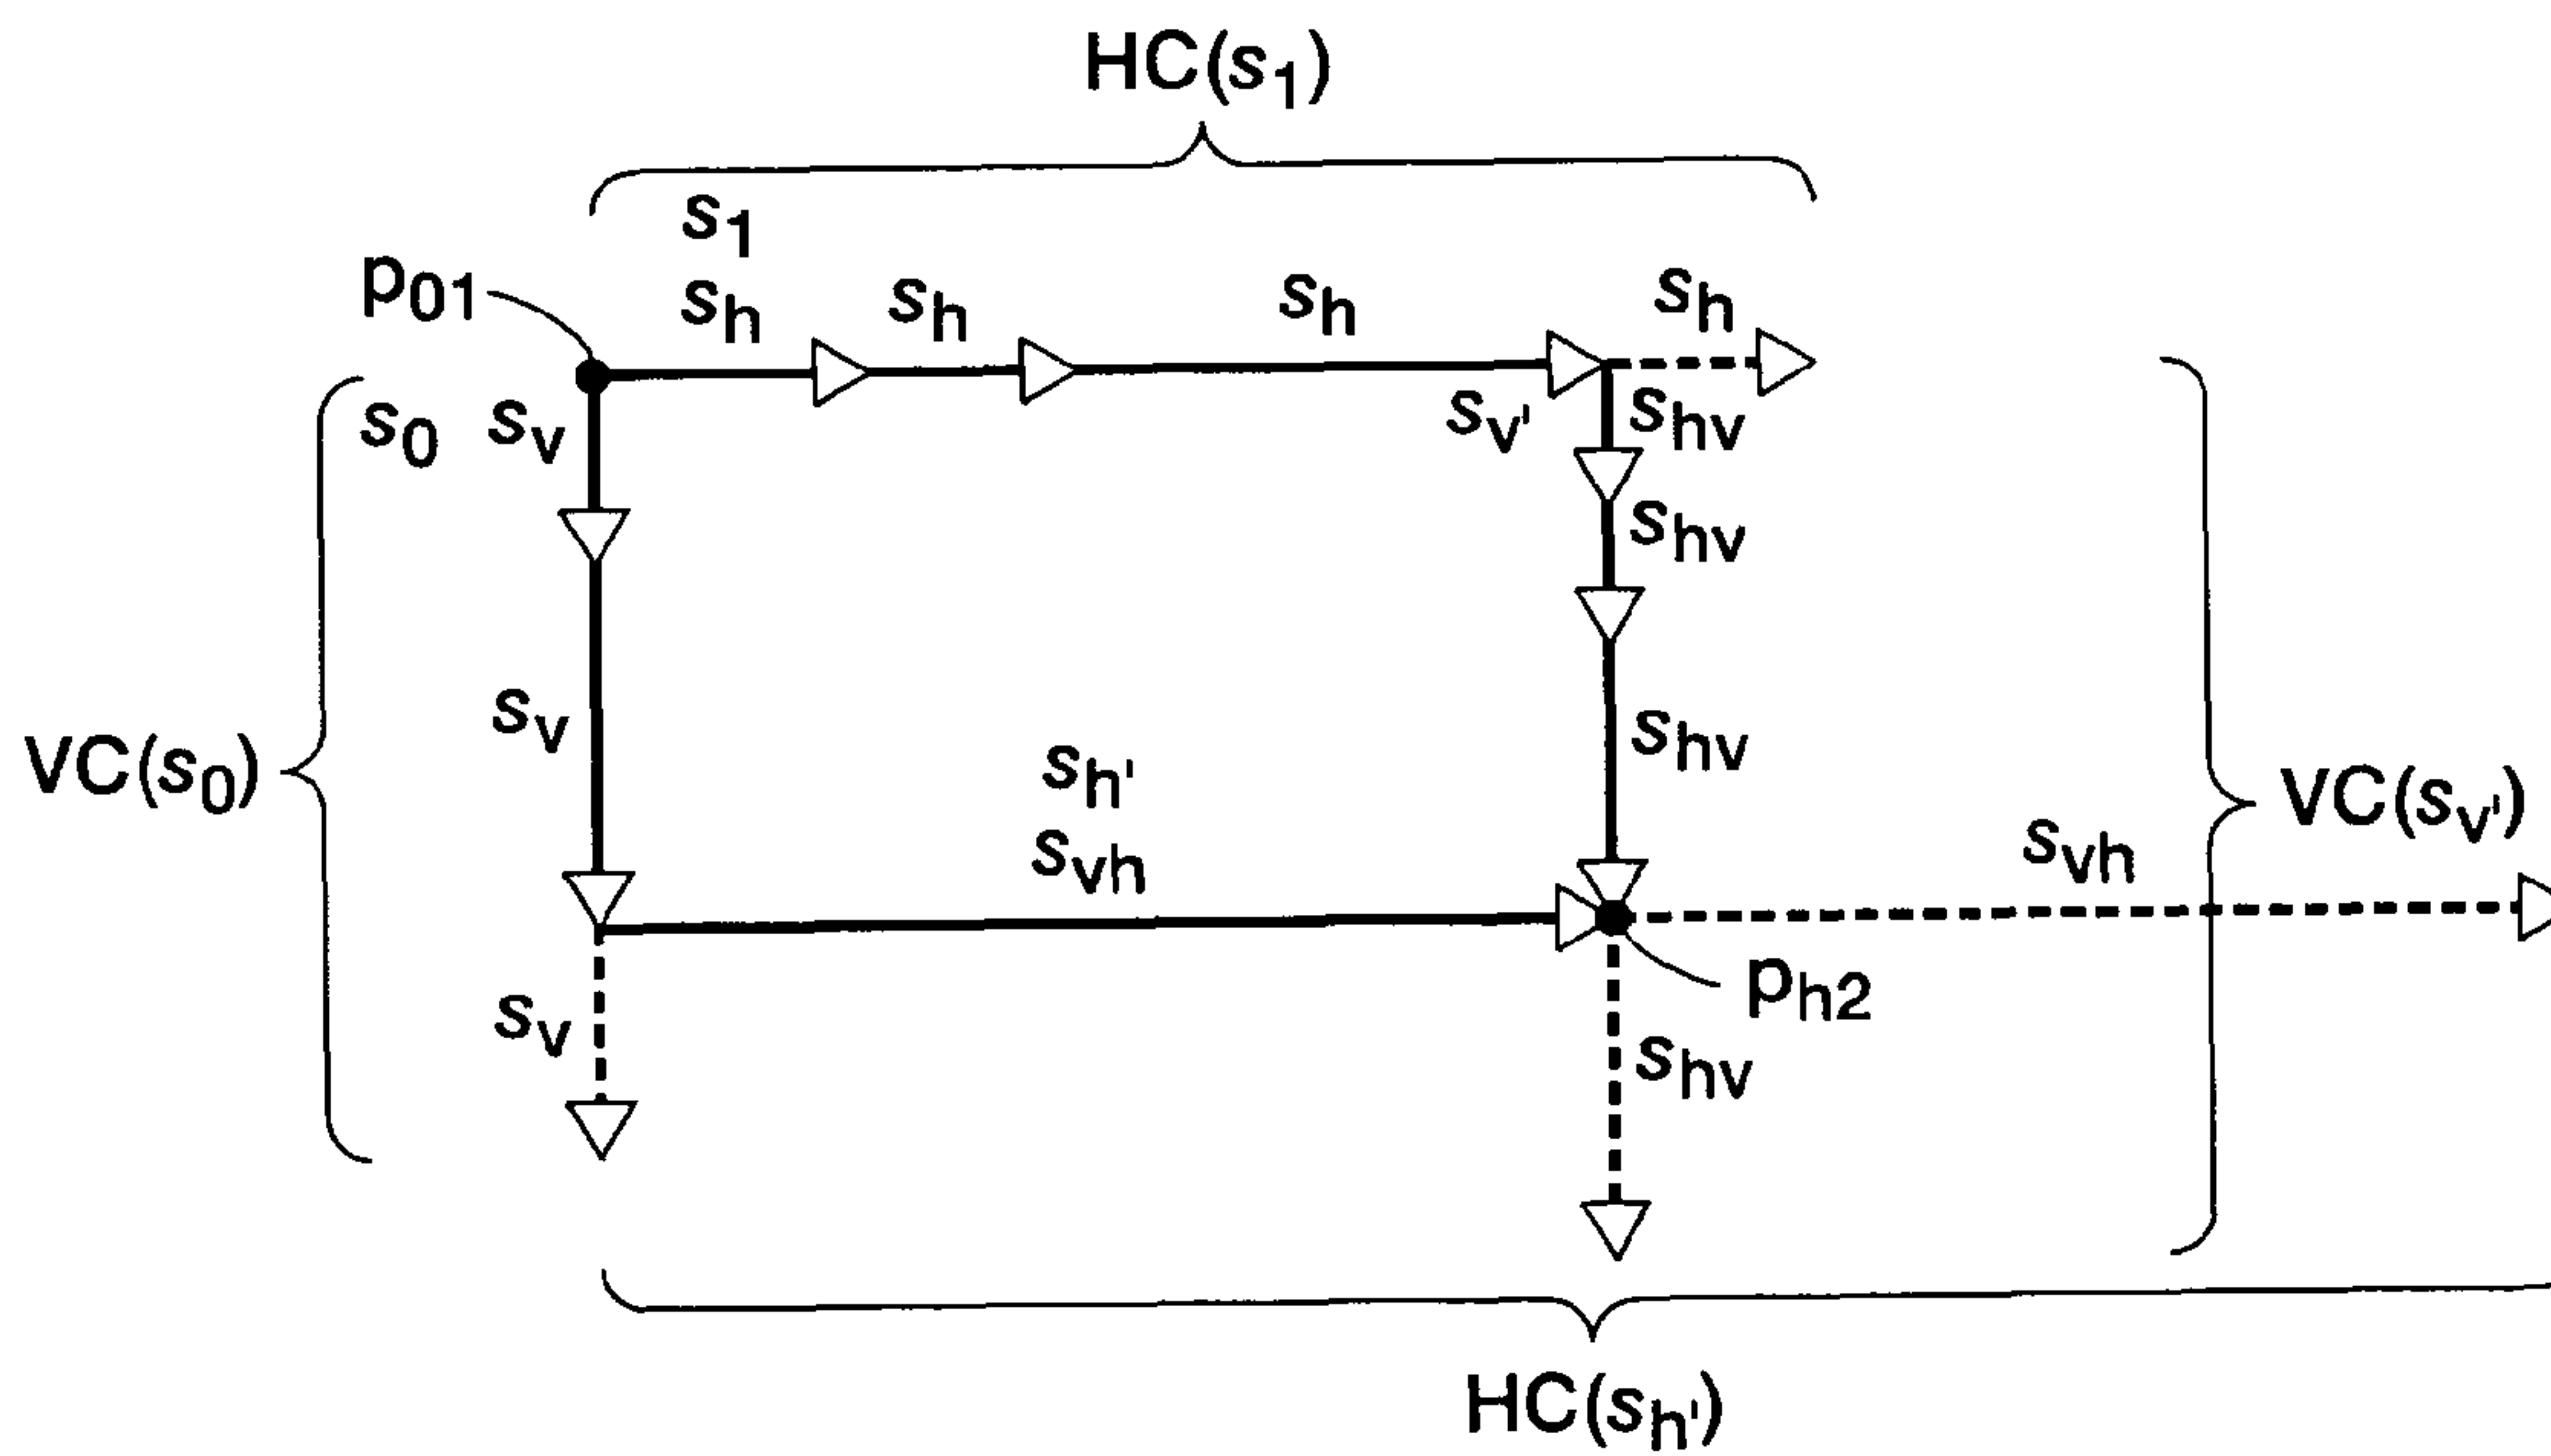 HC(s₁)
s₁
p₀₁
sₕ
sₕ
sₕ
sₕ
s₀
sᵥ
sᵥ'
sₕᵥ
sₕᵥ
sᵥ
sₕᵥ
VC(s₀)
sₕ'
sᵥₕ
VC(sᵥ')
sᵥₕ
pₕ₂
sᵥ
sₕᵥ
HC(sₕ')